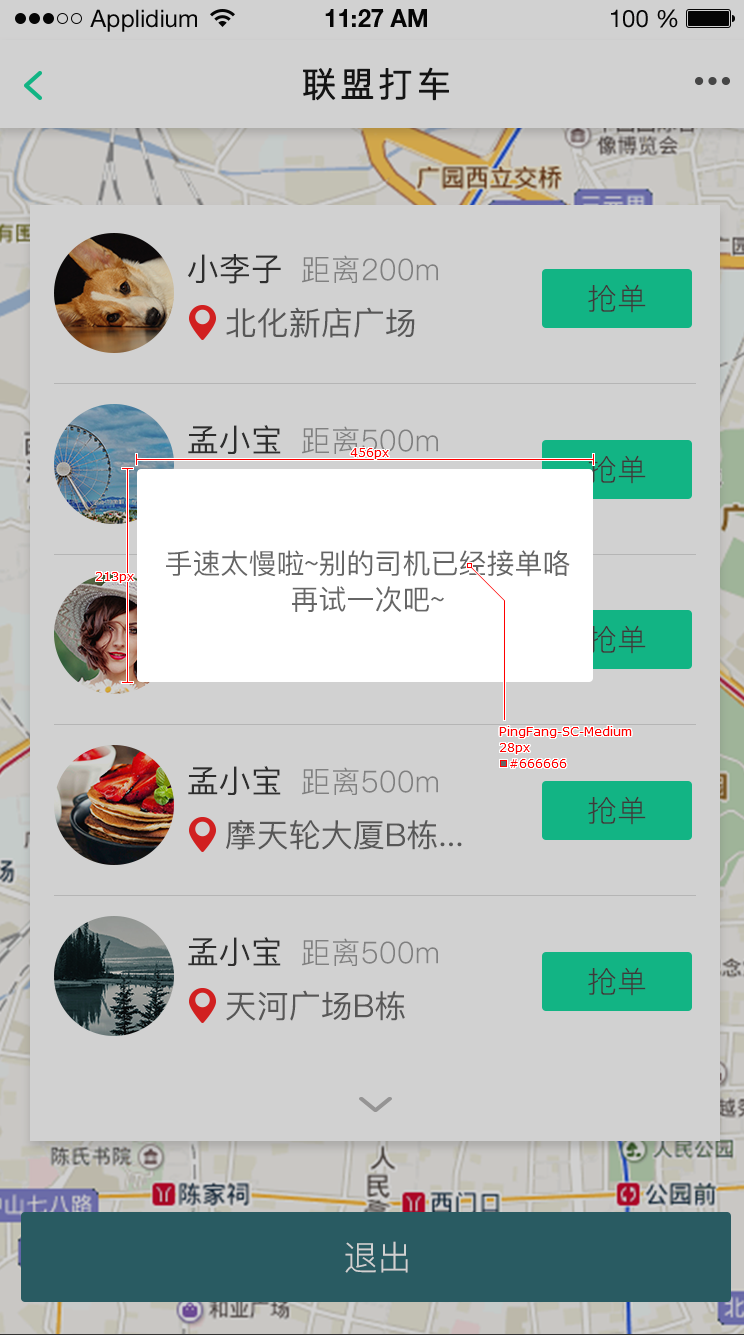 Applidium 11:27 AM 100 %
联盟打车
像博览会
广园西立交桥
小李子 距离200m
北化新店广场
抢单
孟小宝 距离500m
抢单
456px
213px
手速太慢啦~别的司机已经接单咯
再试一次吧~
抢单
PingFang-SC-Medium
28px
#666666
孟小宝 距离500m
摩天轮大厦B栋...
抢单
孟小宝 距离500m
天河广场B栋
抢单
陈氏书院
人民公园
陈家祠
西门口
公园前
中山七八路
退出
和业广场